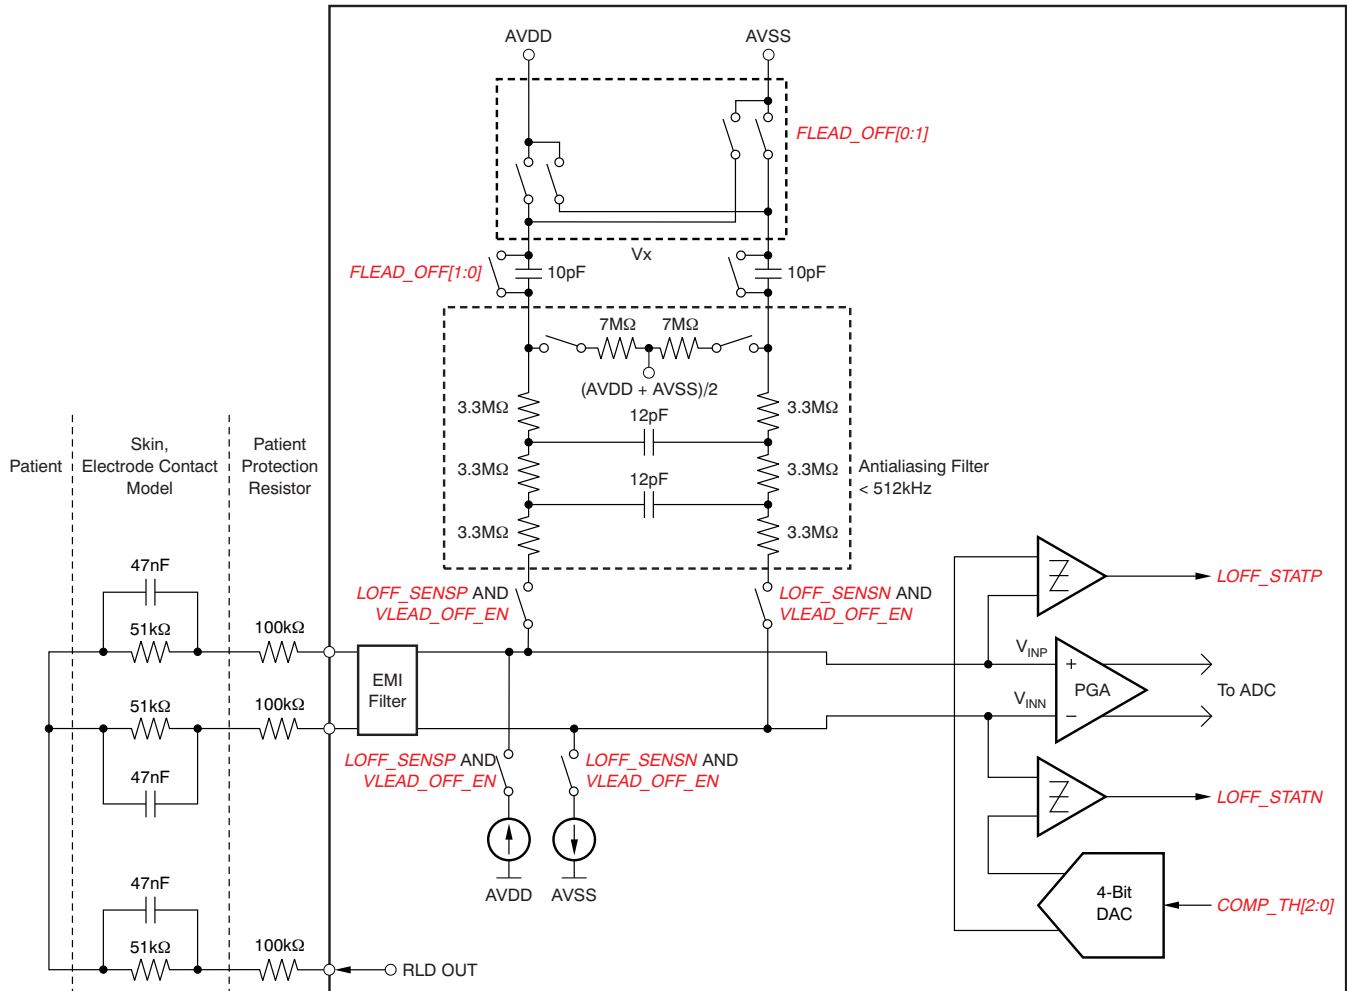 AVDD
AVSS
FLEAD_OFF[0:1]
Vx
FLEAD_OFF[1:0]
10pF
10pF
7MΩ
7MΩ
(AVDD + AVSS)/2
3.3MΩ
3.3MΩ
12pF
3.3MΩ
3.3MΩ
12pF
3.3MΩ
3.3MΩ
Antialiasing Filter
< 512kHz
Patient
Skin,
Electrode Contact
Model
Patient
Protection
Resistor
47nF
51kΩ
100kΩ
51kΩ
100kΩ
47nF
47nF
51kΩ
100kΩ
EMI
Filter
LOFF_SENSP AND
VLEAD_OFF_EN
LOFF_SENSN AND
VLEAD_OFF_EN
LOFF_SENSP AND
VLEAD_OFF_EN
LOFF_SENSN AND
VLEAD_OFF_EN
AVDD
AVSS
RLD OUT
LOFF_STATP
VINP
+
PGA
VINN
−
To ADC
LOFF_STATN
4-Bit
DAC
COMP_TH[2:0]